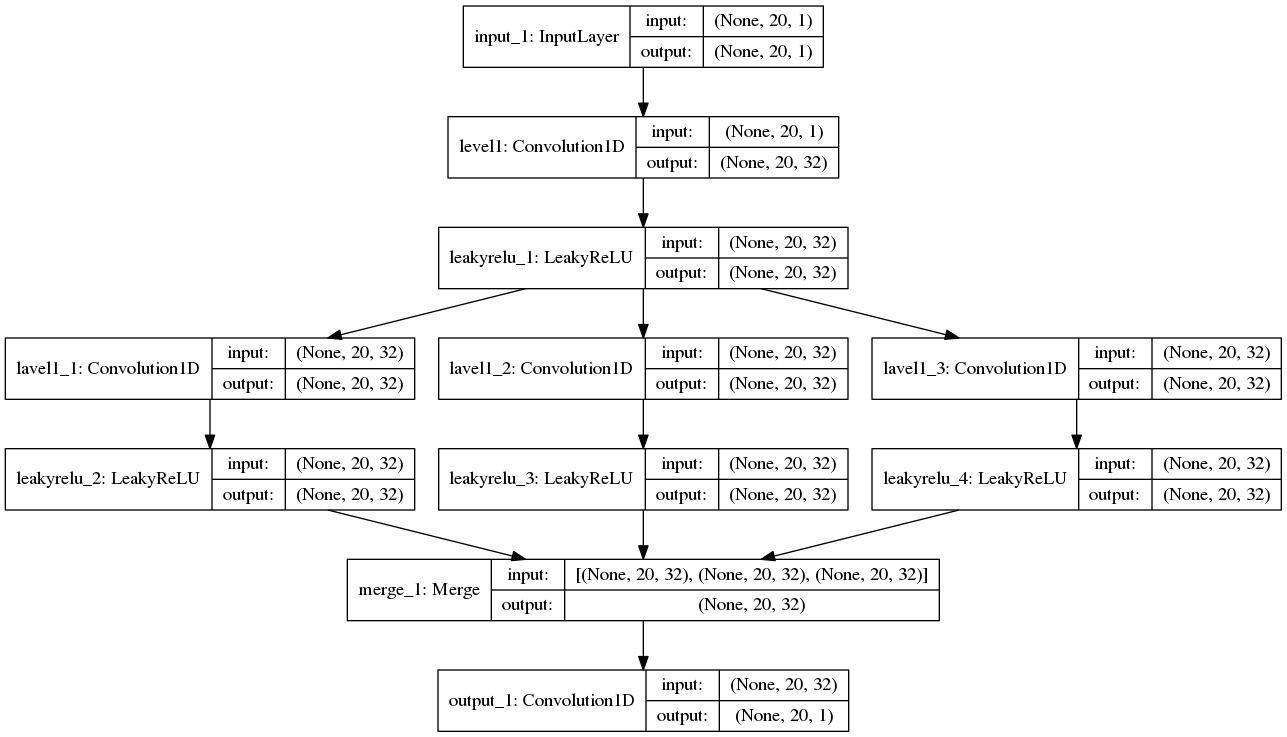 input_1: InputLayer
input:
(None, 20, 1)
output:
(None, 20, 1)
level1: Convolution1D
input:
(None, 20, 1)
output:
(None, 20, 32)
leakyrelu_1: LeakyReLU
input:
(None, 20, 32)
output:
(None, 20, 32)
lavel1_1: Convolution1D
input:
(None, 20, 32)
output:
(None, 20, 32)
lavel1_2: Convolution1D
input:
(None, 20, 32)
output:
(None, 20, 32)
lavel1_3: Convolution1D
input:
(None, 20, 32)
output:
(None, 20, 32)
leakyrelu_2: LeakyReLU
input:
(None, 20, 32)
output:
(None, 20, 32)
leakyrelu_3: LeakyReLU
input:
(None, 20, 32)
output:
(None, 20, 32)
leakyrelu_4: LeakyReLU
input:
(None, 20, 32)
output:
(None, 20, 32)
merge_1: Merge
input:
[(None, 20, 32), (None, 20, 32), (None, 20, 32)]
output:
(None, 20, 32)
output_1: Convolution1D
input:
(None, 20, 32)
output:
(None, 20, 1)